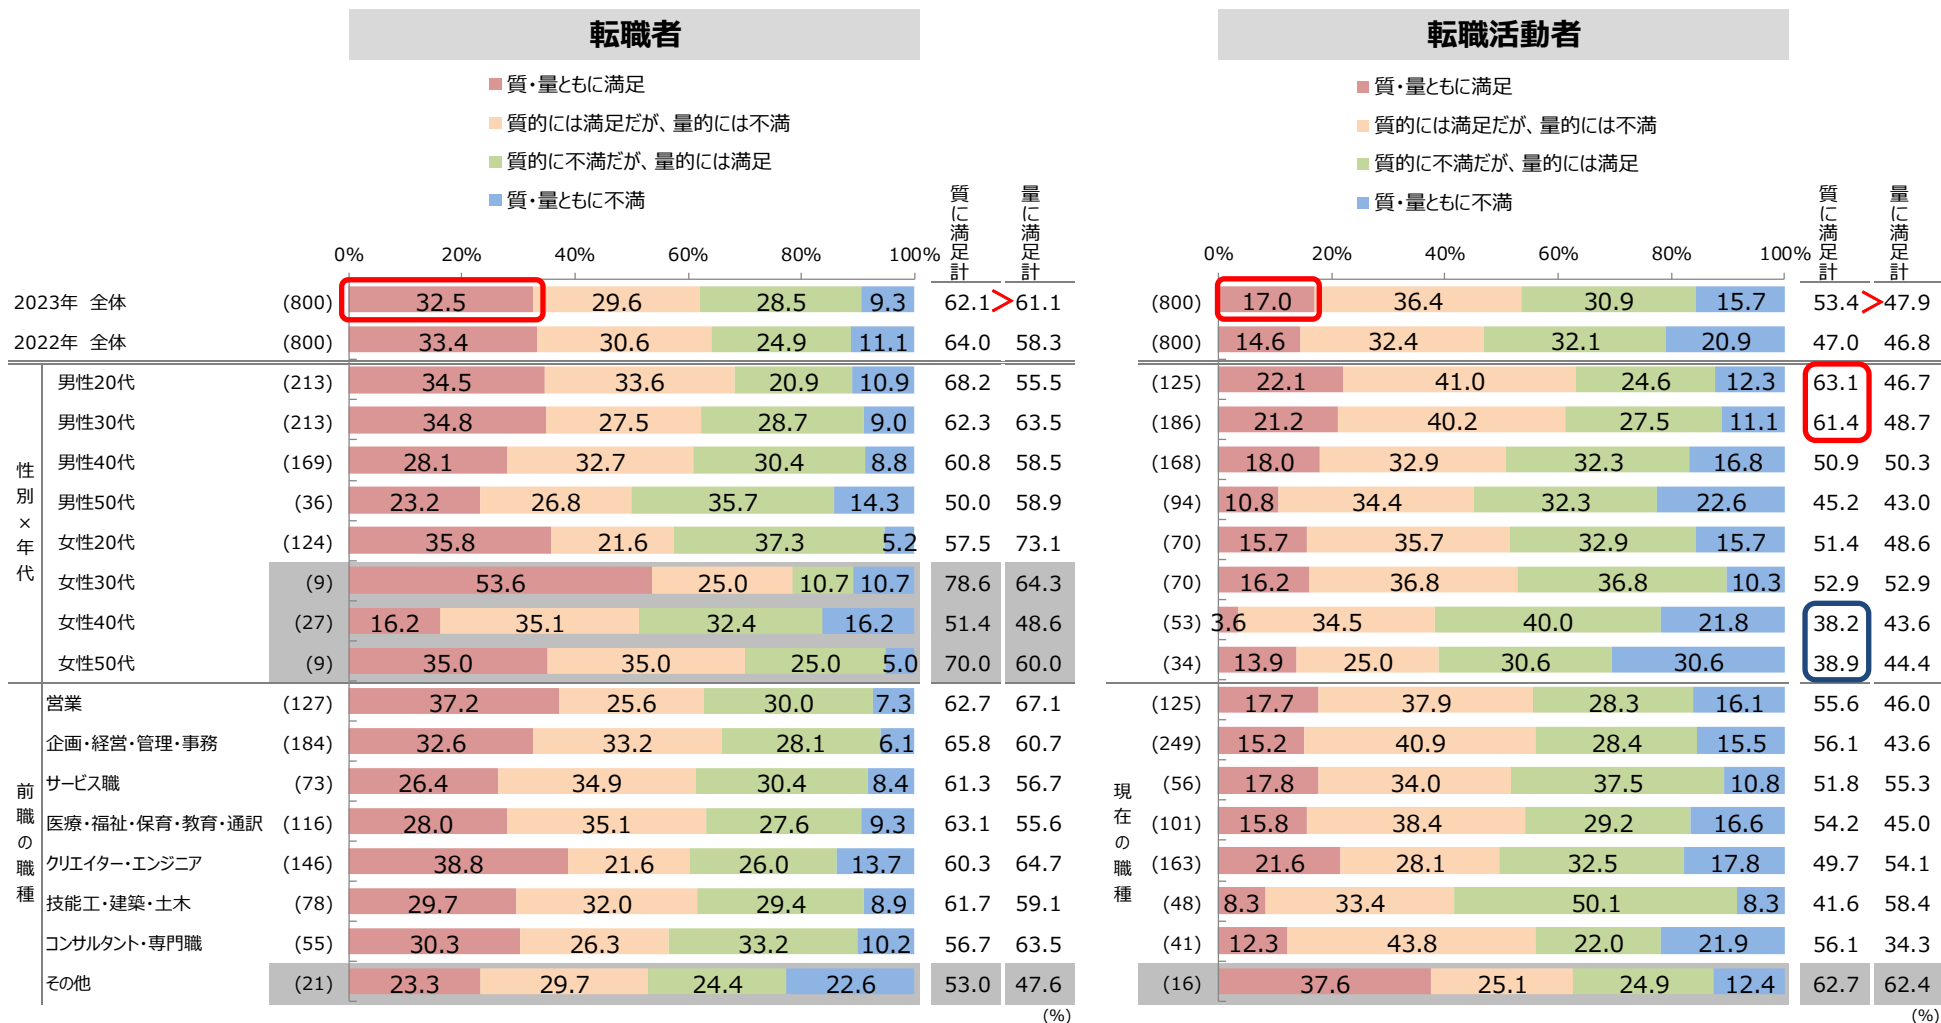 転職者
転職活動者
質・量ともに満足
質的には満足だが、量的には不満
質的に不満だが、量的には満足
質・量ともに不満
質・量ともに満足
質的には満足だが、量的には不満
質的に不満だが、量的には満足
質・量ともに不満
質に満足計
量に満足計
質に満足計
量に満足計
0% 20% 40% 60% 80% 100%
0% 20% 40% 60% 80% 100%
2023年 全体 (800) 32.5 29.6 28.5 9.3 62.1 > 61.1 (800) 17.0 36.4 30.9 15.7 53.4 > 47.9
2022年 全体 (800) 33.4 30.6 24.9 11.1 64.0 58.3 (800) 14.6 32.4 32.1 20.9 47.0 46.8
性別×年代
男性20代 (213) 34.5 33.6 20.9 10.9 68.2 55.5 (125) 22.1 41.0 24.6 12.3 63.1 46.7
男性30代 (213) 34.8 27.5 28.7 9.0 62.3 63.5 (186) 21.2 40.2 27.5 11.1 61.4 48.7
男性40代 (169) 28.1 32.7 30.4 8.8 60.8 58.5 (168) 18.0 32.9 32.3 16.8 50.9 50.3
男性50代 (36) 23.2 26.8 35.7 14.3 50.0 58.9 (94) 10.8 34.4 32.3 22.6 45.2 43.0
女性20代 (124) 35.8 21.6 37.3 5.2 57.5 73.1 (70) 15.7 35.7 32.9 15.7 51.4 48.6
女性30代 (9) 53.6 25.0 10.7 10.7 78.6 64.3 (70) 16.2 36.8 36.8 10.3 52.9 52.9
女性40代 (27) 16.2 35.1 32.4 16.2 51.4 48.6 (53) 3.6 34.5 40.0 21.8 38.2 43.6
女性50代 (9) 35.0 35.0 25.0 5.0 70.0 60.0 (34) 13.9 25.0 30.6 30.6 38.9 44.4
前職の職種
現在の職種
営業 (127) 37.2 25.6 30.0 7.3 62.7 67.1 (125) 17.7 37.9 28.3 16.1 55.6 46.0
企画・経営・管理・事務 (184) 32.6 33.2 28.1 6.1 65.8 60.7 (249) 15.2 40.9 28.4 15.5 56.1 43.6
サービス職 (73) 26.4 34.9 30.4 8.4 61.3 56.7 (56) 17.8 34.0 37.5 10.8 51.8 55.3
医療・福祉・保育・教育・通訳 (116) 28.0 35.1 27.6 9.3 63.1 55.6 (101) 15.8 38.4 29.2 16.6 54.2 45.0
クリエイター・エンジニア (146) 38.8 21.6 26.0 13.7 60.3 64.7 (163) 21.6 28.1 32.5 17.8 49.7 54.1
技能工・建築・土木 (78) 29.7 32.0 29.4 8.9 61.7 59.1 (48) 8.3 33.4 50.1 8.3 41.6 58.4
コンサルタント・専門職 (55) 30.3 26.3 33.2 10.2 56.7 63.5 (41) 12.3 43.8 22.0 21.9 56.1 34.3
その他 (21) 23.3 29.7 24.4 22.6 53.0 47.6 (16) 37.6 25.1 24.9 12.4 62.7 62.4
(%) (%)